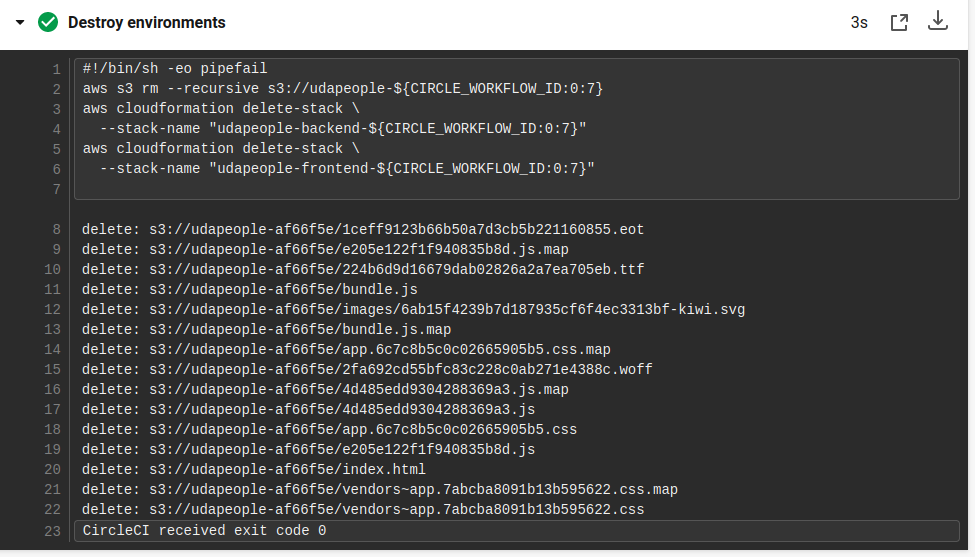 Destroy environments
3s
1 #!/bin/sh -eo pipefail
2 aws s3 rm --recursive s3://udapeople-${CIRCLE_WORKFLOW_ID:0:7}
3 aws cloudformation delete-stack \
4   --stack-name "udapeople-backend-${CIRCLE_WORKFLOW_ID:0:7}"
5 aws cloudformation delete-stack \
6   --stack-name "udapeople-frontend-${CIRCLE_WORKFLOW_ID:0:7}"
7
8 delete: s3://udapeople-af66f5e/1ceff9123b66b50a7d3cb5b221160855.eot
9 delete: s3://udapeople-af66f5e/e205e122f1f940835b8d.js.map
10 delete: s3://udapeople-af66f5e/224b6d9d16679dab02826a2a7ea705eb.ttf
11 delete: s3://udapeople-af66f5e/bundle.js
12 delete: s3://udapeople-af66f5e/images/6ab15f4239b7d187935cf6f4ec3313bf-kiwi.svg
13 delete: s3://udapeople-af66f5e/bundle.js.map
14 delete: s3://udapeople-af66f5e/app.6c7c8b5c0c02665905b5.css.map
15 delete: s3://udapeople-af66f5e/2fa692cd55bfc83c228c0ab271e4388c.woff
16 delete: s3://udapeople-af66f5e/4d485edd9304288369a3.js.map
17 delete: s3://udapeople-af66f5e/4d485edd9304288369a3.js
18 delete: s3://udapeople-af66f5e/app.6c7c8b5c0c02665905b5.css
19 delete: s3://udapeople-af66f5e/e205e122f1f940835b8d.js
20 delete: s3://udapeople-af66f5e/index.html
21 delete: s3://udapeople-af66f5e/vendors~app.7abcba8091b13b595622.css.map
22 delete: s3://udapeople-af66f5e/vendors~app.7abcba8091b13b595622.css
23 CircleCI received exit code 0